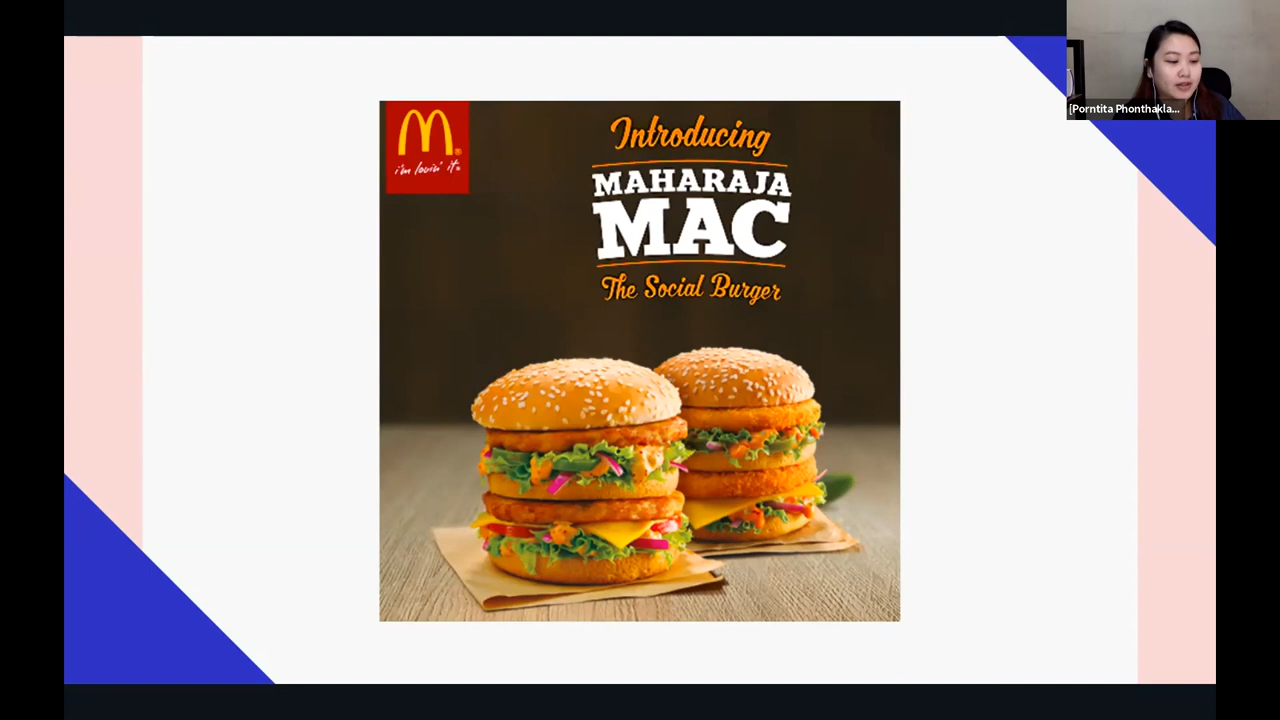 {Porntita Phonthakla...
i'm lovin' it
Introducing
MAHARAJA
MAC
The Social Burger